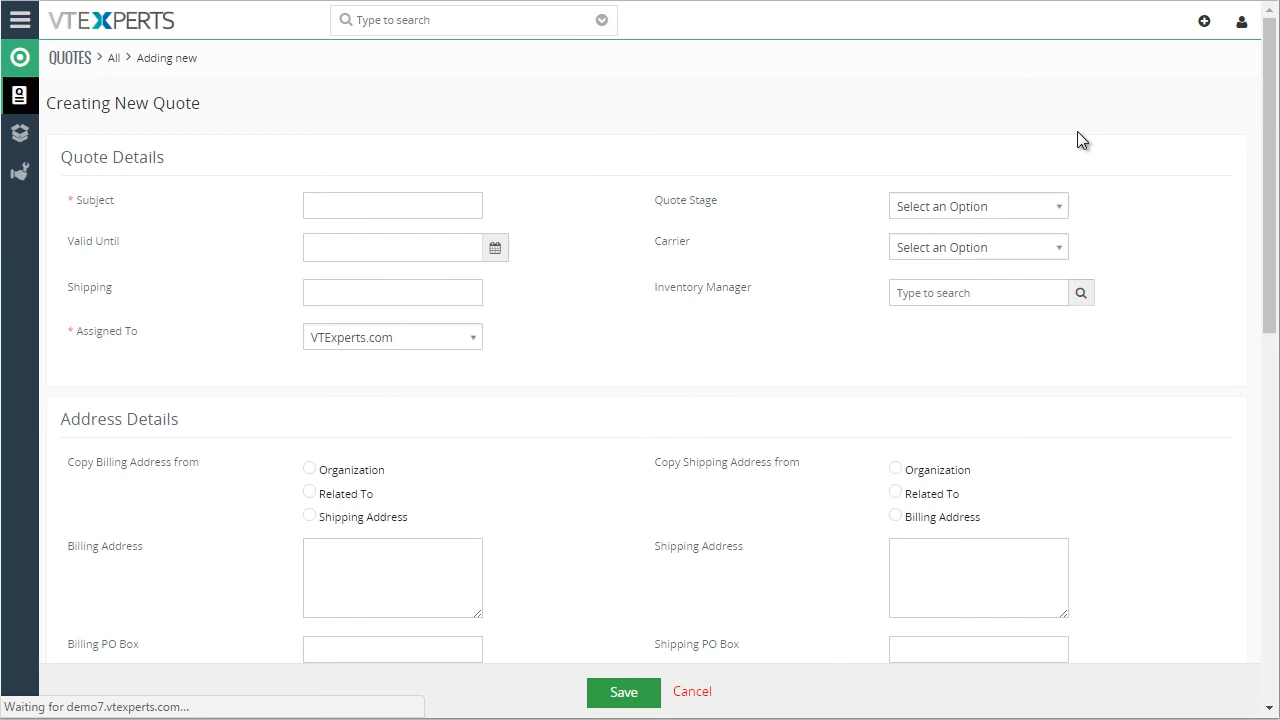 VTEXPERTS
Type to search
QUOTES > All > Adding new
Creating New Quote
Quote Details
* Subject
Quote Stage
Select an Option
Valid Until
Carrier
Select an Option
Shipping
Inventory Manager
Type to search
* Assigned To
VTExperts.com
Address Details
Copy Billing Address from
Organization
Related To
Shipping Address
Copy Shipping Address from
Organization
Related To
Billing Address
Billing Address
Shipping Address
Billing PO Box
Shipping PO Box
Save
Cancel
Waiting for demo7.vtexperts.com...